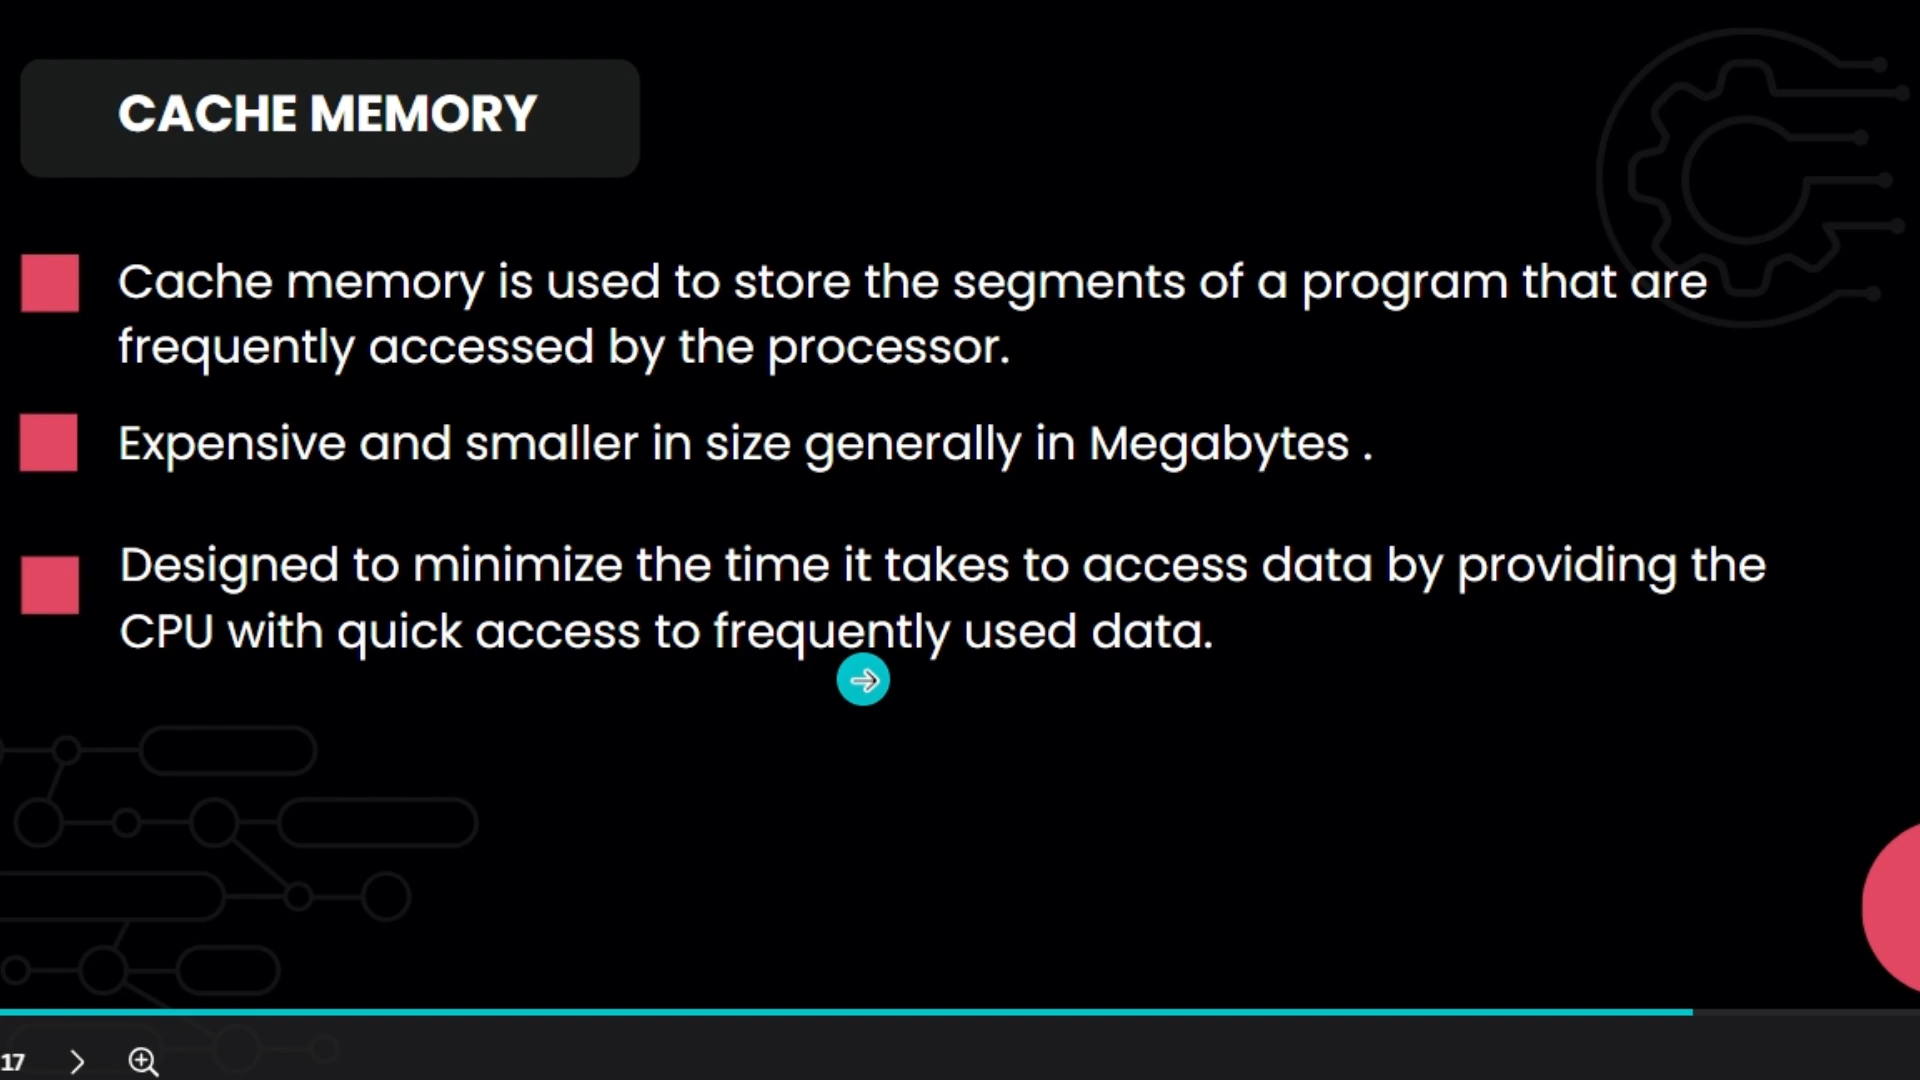 CACHE MEMORY
Cache memory is used to store the segments of a program that are
frequently accessed by the processor.
Expensive and smaller in size generally in Megabytes .
Designed to minimize the time it takes to access data by providing the
CPU with quick access to frequently used data.
17